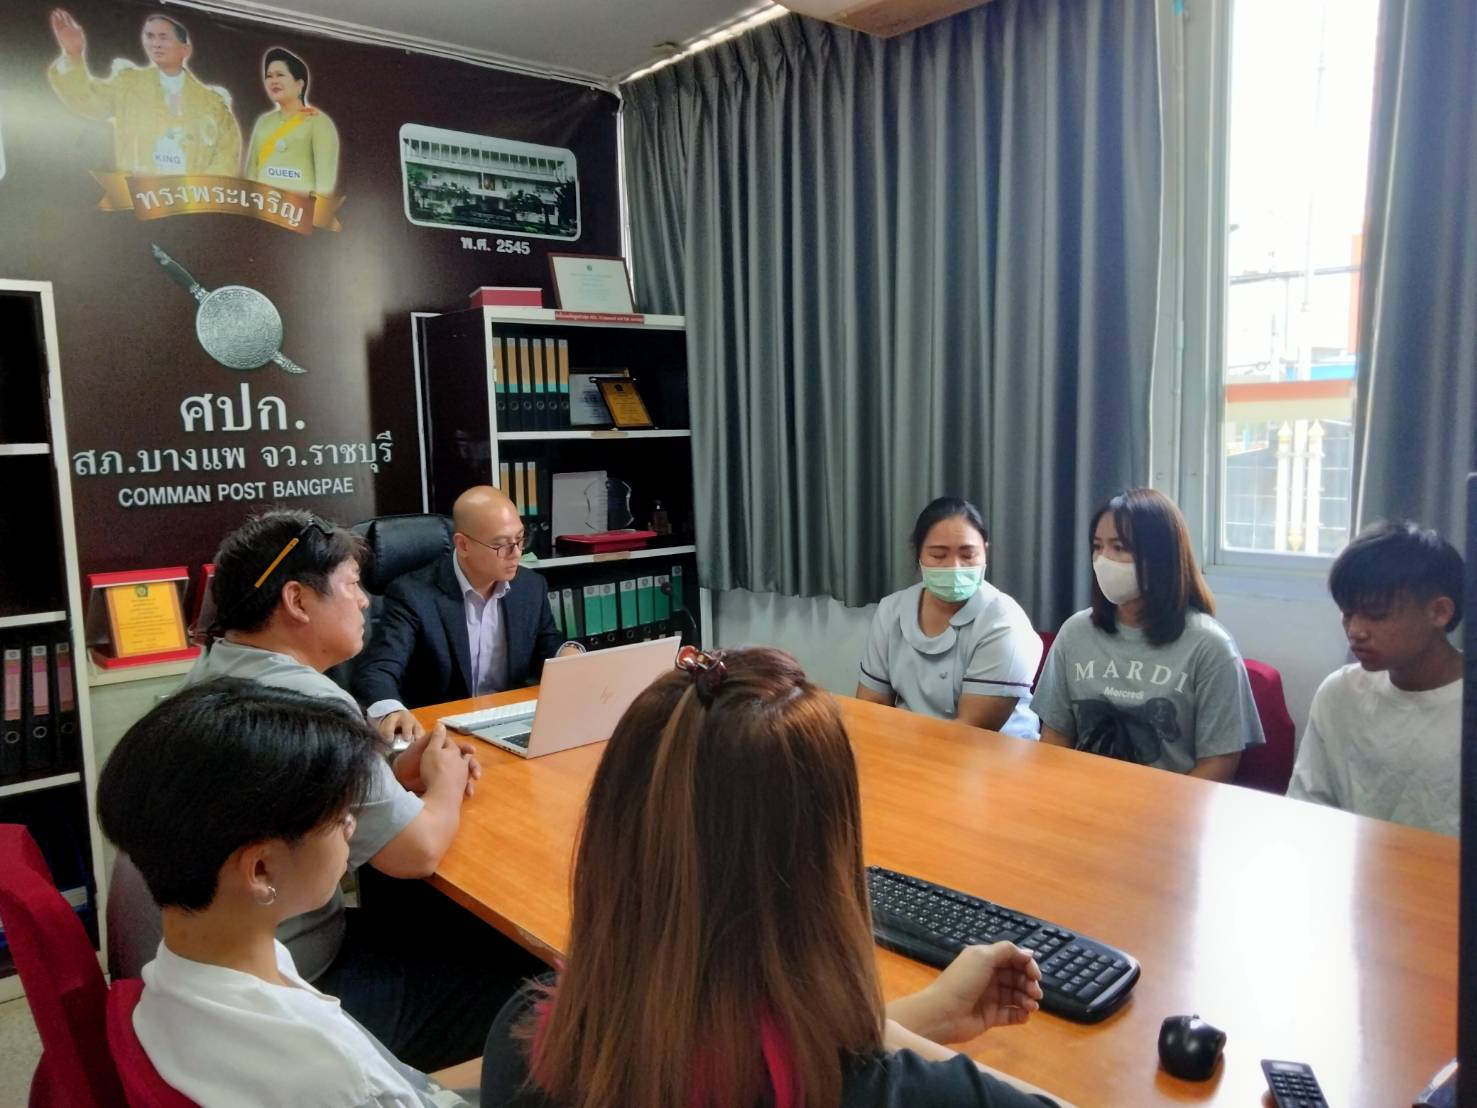 KING
QUEEN
ทรงพระเจริญ
พ.ศ. 2545
ศปก.
สภ.บางแพ จว.ราชบุรี
COMMAN POST BANGPAE
hp
MARDI
Mercredi